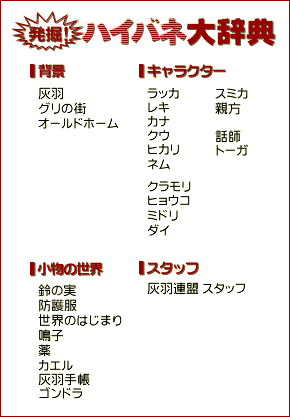 発掘! ハイバネ大辞典
背景
灰羽
グリの街
オールドホーム
キャラクター
ラッカ
レキ
カナ
クウ
ヒカリ
ネム
クラモリ
ヒョウコ
ミドリ
ダイ
スミカ
親方
話師
トーガ
小物の世界
鈴の実
防護服
世界のはじまり
鳴子
薬
カエル
灰羽手帳
ゴンドラ
スタッフ
灰羽連盟 スタッフ